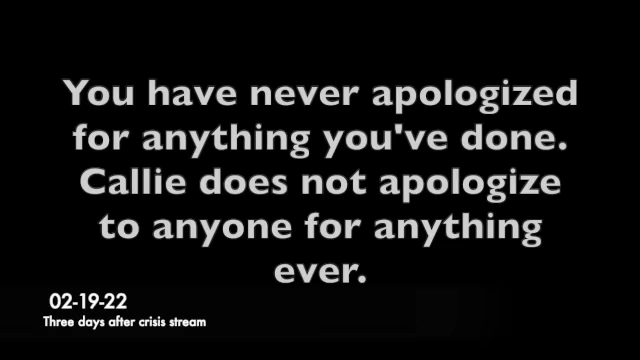 You have never apologized
for anything you've done.
Callie does not apologize
to anyone for anything
ever.
02-19-22
Three days after crisis stream